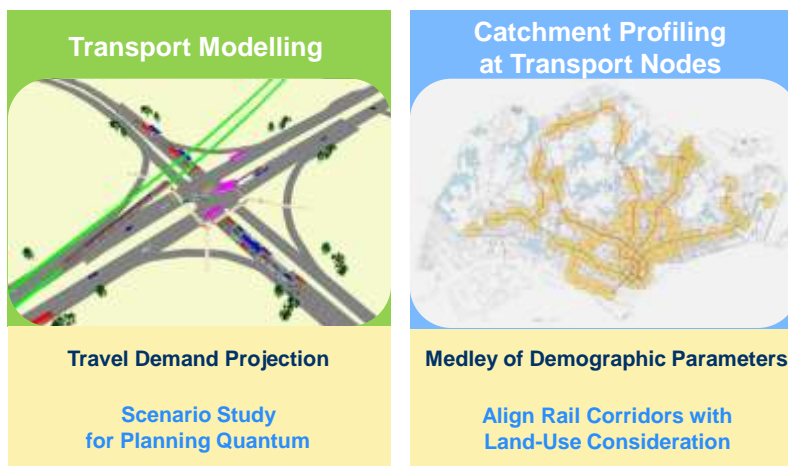 Transport Modelling
Travel Demand Projection
Scenario Study
for Planning Quantum
Catchment Profiling
at Transport Nodes
Medley of Demographic Parameters
Align Rail Corridors with
Land-Use Consideration